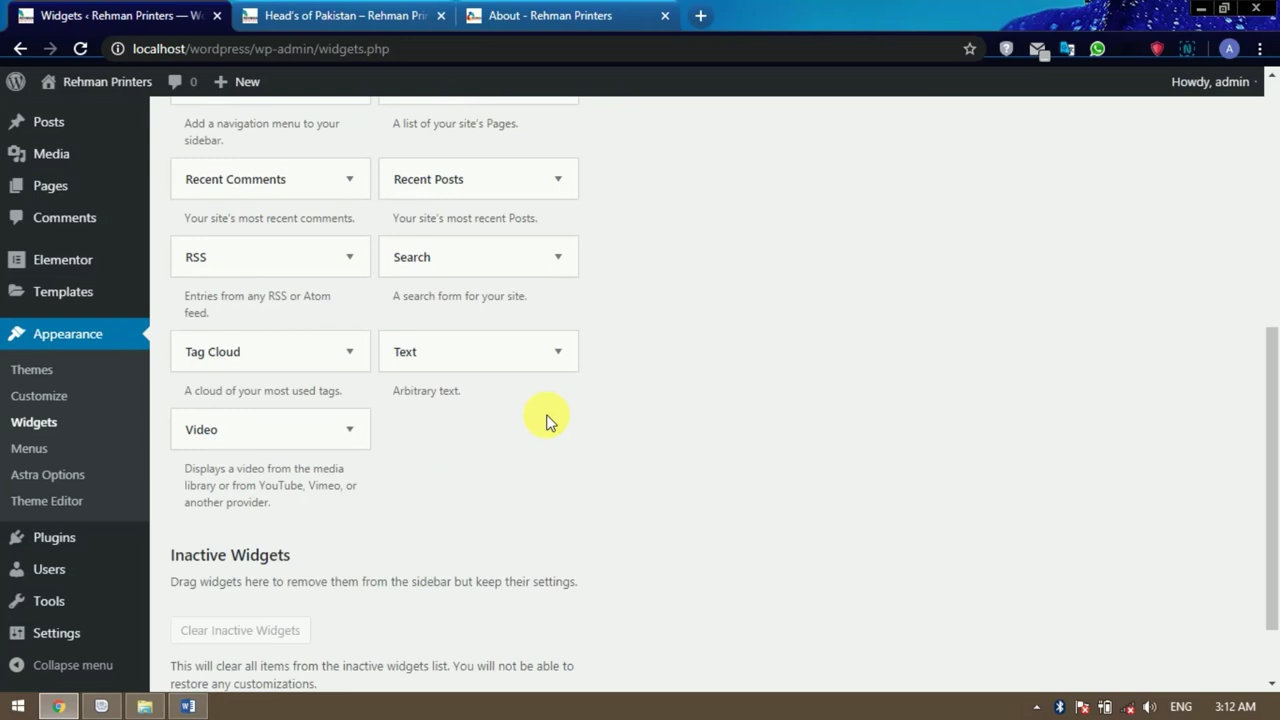 Widgets ‹ Rehman Printers — W
Head's of Pakistan – Rehman Prin
About - Rehman Printers
localhost/wordpress/wp-admin/widgets.php
A
Rehman Printers
0
New
Howdy, admin
Posts
Media
Pages
Comments
Elementor
Templates
Appearance
Themes
Customize
Widgets
Menus
Astra Options
Theme Editor
Plugins
Users
Tools
Settings
Collapse menu
Add a navigation menu to your
sidebar.
A list of your site's Pages.
Recent Comments
Recent Posts
Your site's most recent comments.
Your site's most recent Posts.
RSS
Search
Entries from any RSS or Atom
feed.
A search form for your site.
Tag Cloud
Text
A cloud of your most used tags.
Arbitrary text.
Video
Displays a video from the media
library or from YouTube, Vimeo, or
another provider.
Inactive Widgets
Drag widgets here to remove them from the sidebar but keep their settings.
Clear Inactive Widgets
This will clear all items from the inactive widgets list. You will not be able to
restore any customizations.
ENG
3:12 AM